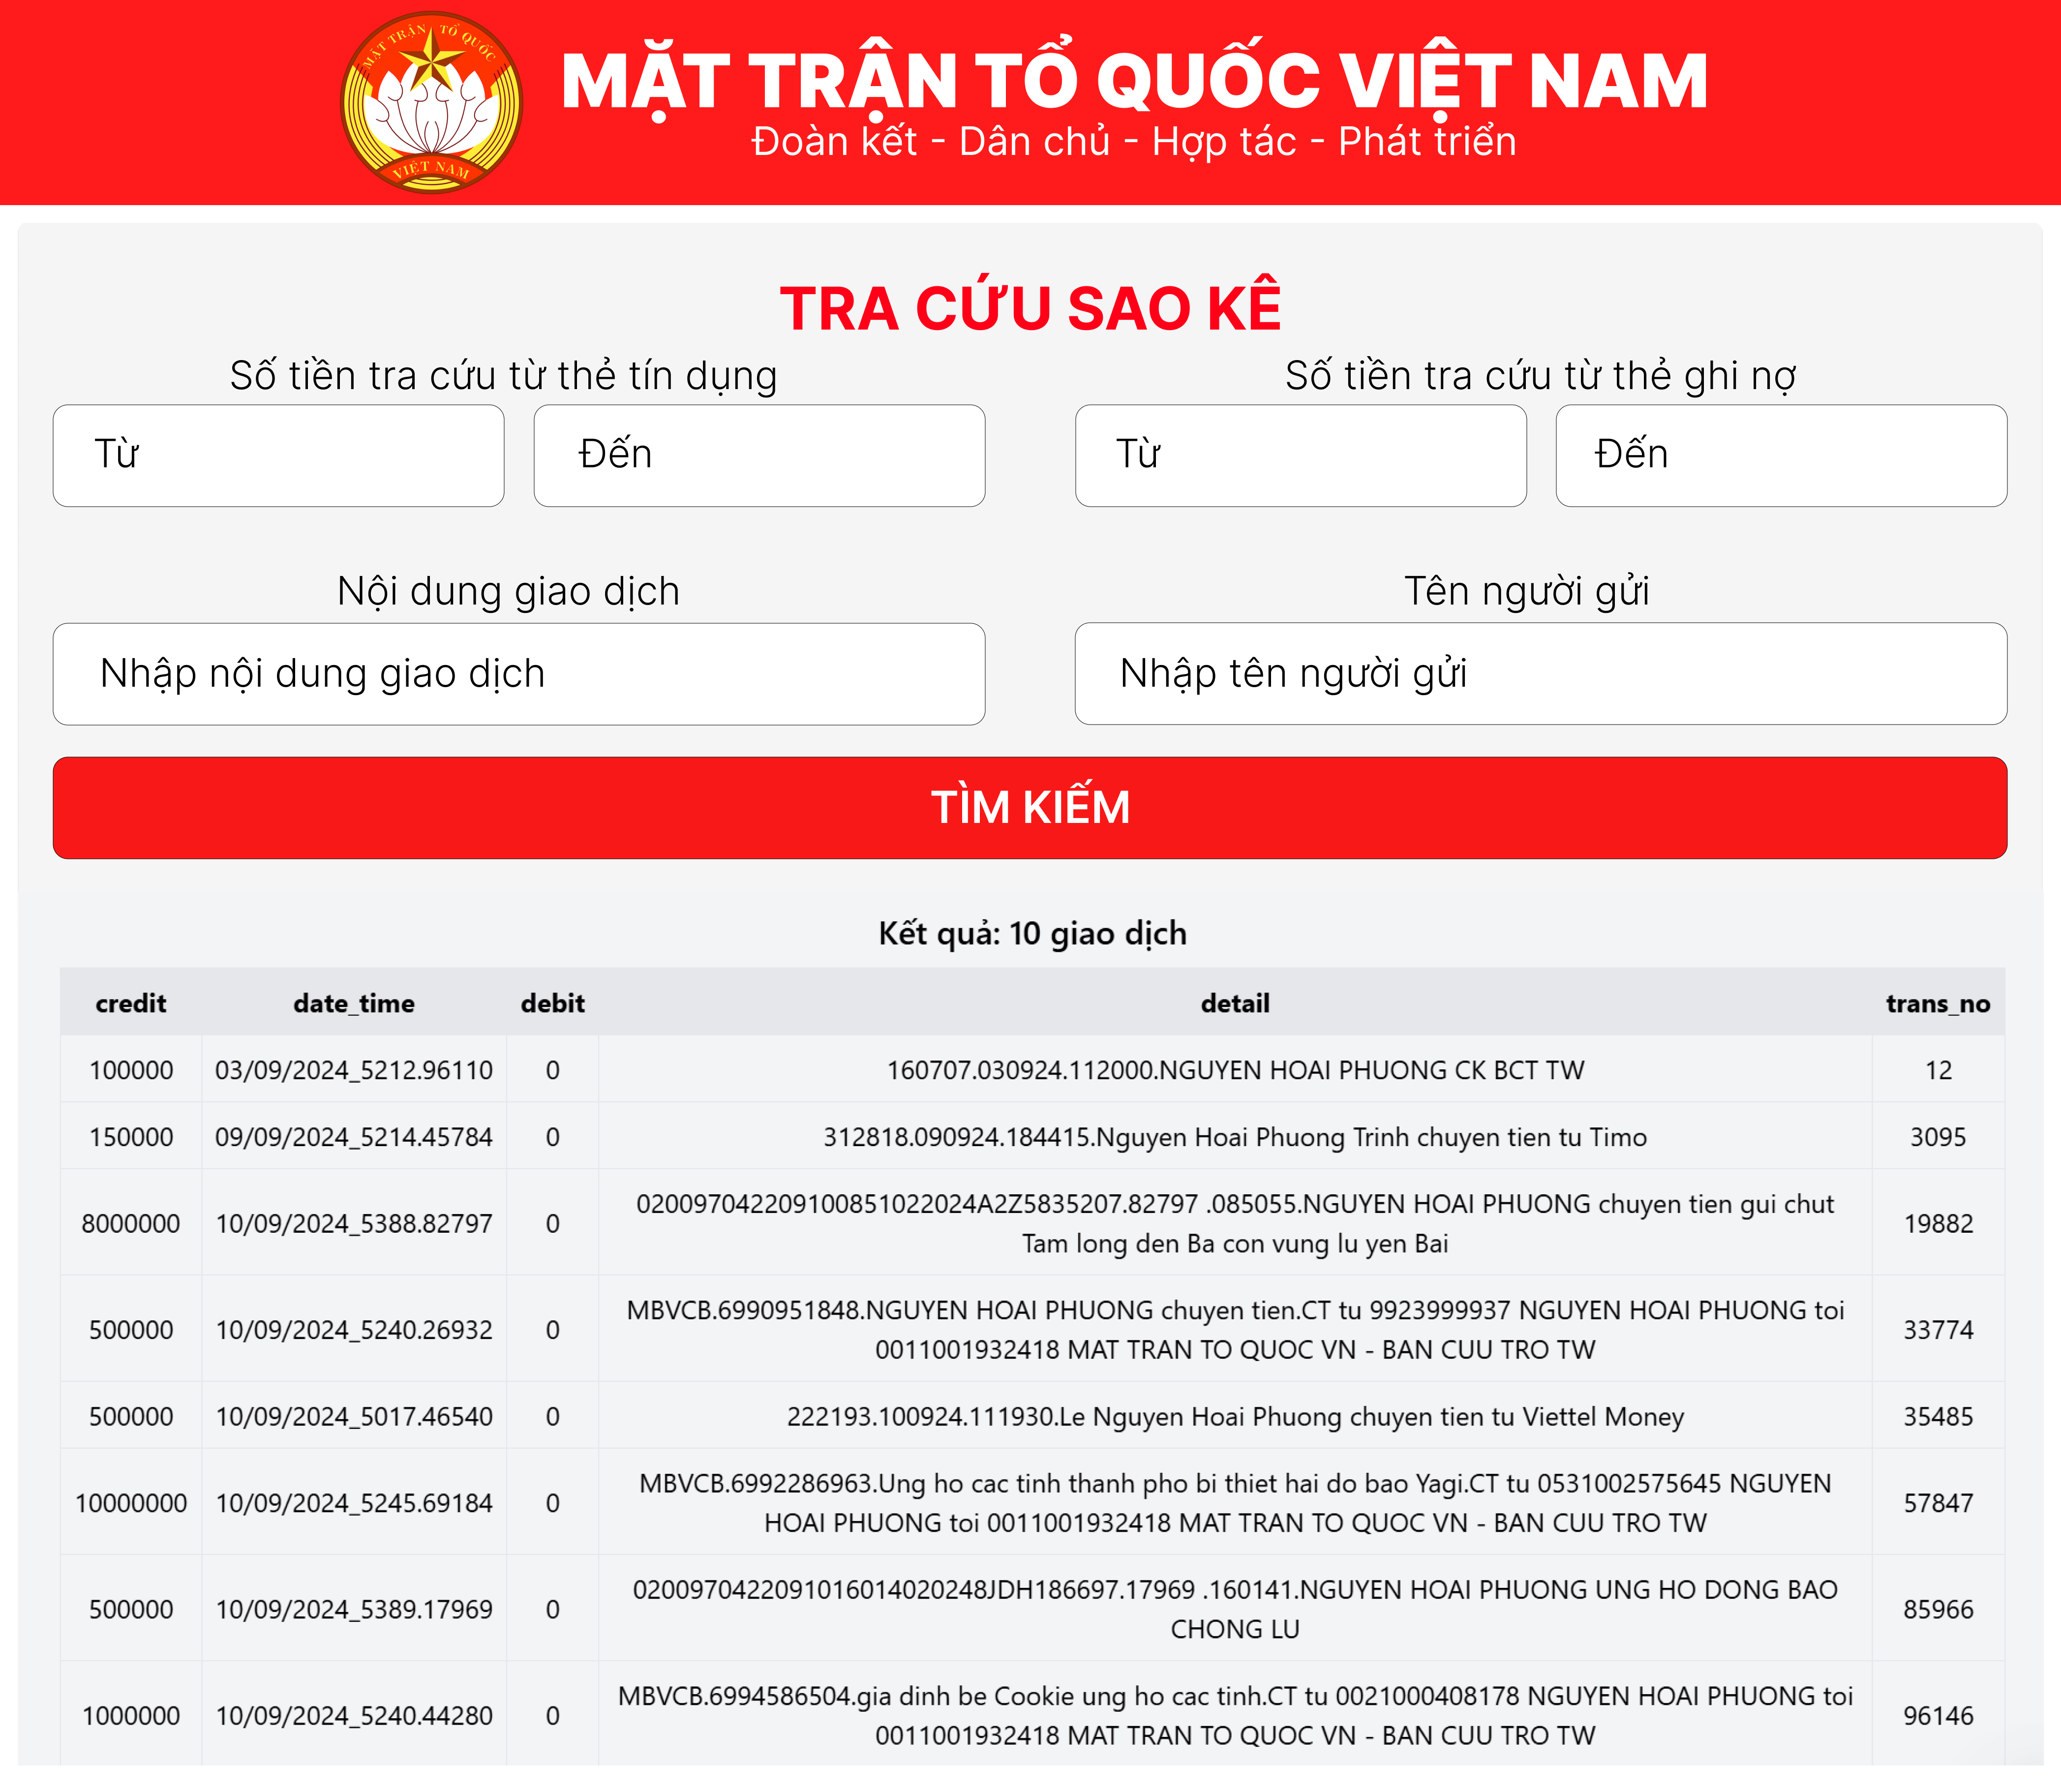 MẶT TRẬN TỔ QUỐC
VIỆT NAM
MẶT TRẬN TỔ QUỐC VIỆT NAM
Đoàn kết - Dân chủ - Hợp tác - Phát triển
TRA CỨU SAO KÊ
Số tiền tra cứu từ thẻ tín dụng
Số tiền tra cứu từ thẻ ghi nợ
Từ
Đến
Từ
Đến
Nội dung giao dịch
Tên người gửi
Nhập nội dung giao dịch
Nhập tên người gửi
TÌM KIẾM
Kết quả: 10 giao dịch
credit date_time debit detail trans_no
100000 03/09/2024_5212.96110 0 160707.030924.112000.NGUYEN HOAI PHUONG CK BCT TW 12
150000 09/09/2024_5214.45784 0 312818.090924.184415.Nguyen Hoai Phuong Trinh chuyen tien tu Timo 3095
8000000 10/09/2024_5388.82797 0 020097042209100851022024A2Z5835207.82797 .085055.NGUYEN HOAI PHUONG chuyen tien gui chut
Tam long den Ba con vung lu yen Bai 19882
500000 10/09/2024_5240.26932 0 MBVCB.6990951848.NGUYEN HOAI PHUONG chuyen tien.CT tu 9923999937 NGUYEN HOAI PHUONG toi
0011001932418 MAT TRAN TO QUOC VN - BAN CUU TRO TW 33774
500000 10/09/2024_5017.46540 0 222193.100924.111930.Le Nguyen Hoai Phuong chuyen tien tu Viettel Money 35485
10000000 10/09/2024_5245.69184 0 MBVCB.6992286963.Ung ho cac tinh thanh pho bi thiet hai do bao Yagi.CT tu 0531002575645 NGUYEN
HOAI PHUONG toi 0011001932418 MAT TRAN TO QUOC VN - BAN CUU TRO TW 57847
500000 10/09/2024_5389.17969 0 0200970422091016014020248JDH186697.17969 .160141.NGUYEN HOAI PHUONG UNG HO DONG BAO
CHONG LU 85966
1000000 10/09/2024_5240.44280 0 MBVCB.6994586504.gia dinh be Cookie ung ho cac tinh.CT tu 0021000408178 NGUYEN HOAI PHUONG toi
0011001932418 MAT TRAN TO QUOC VN - BAN CUU TRO TW 96146